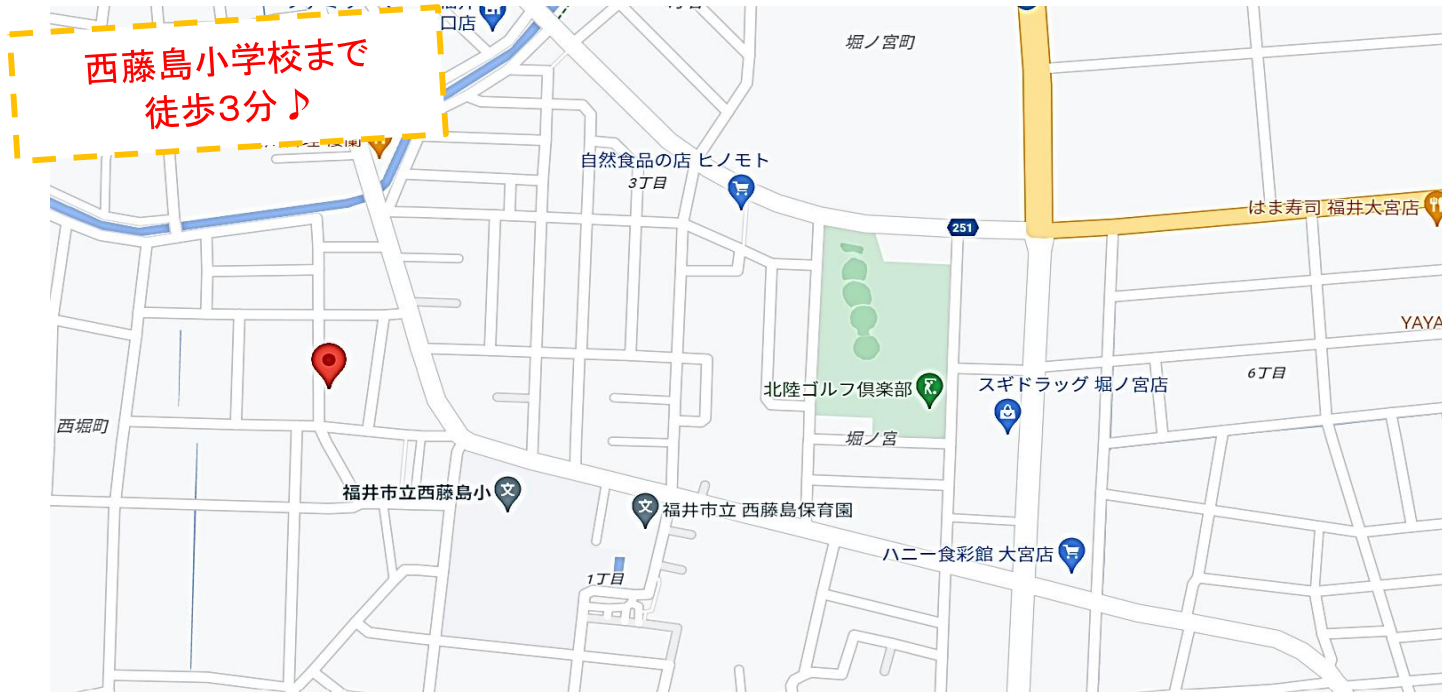 口店
堀ノ宮町
西藤島小学校まで
徒歩3分♪
自然食品の店 ヒノモト
3丁目
はま寿司 福井大宮店
251
YAYA
6丁目
北陸ゴルフ倶楽部
スギドラッグ 堀ノ宮店
西堀町
堀ノ宮
福井市立西藤島小
文
文
福井市立 西藤島保育園
ハニー食彩館 大宮店
1丁目